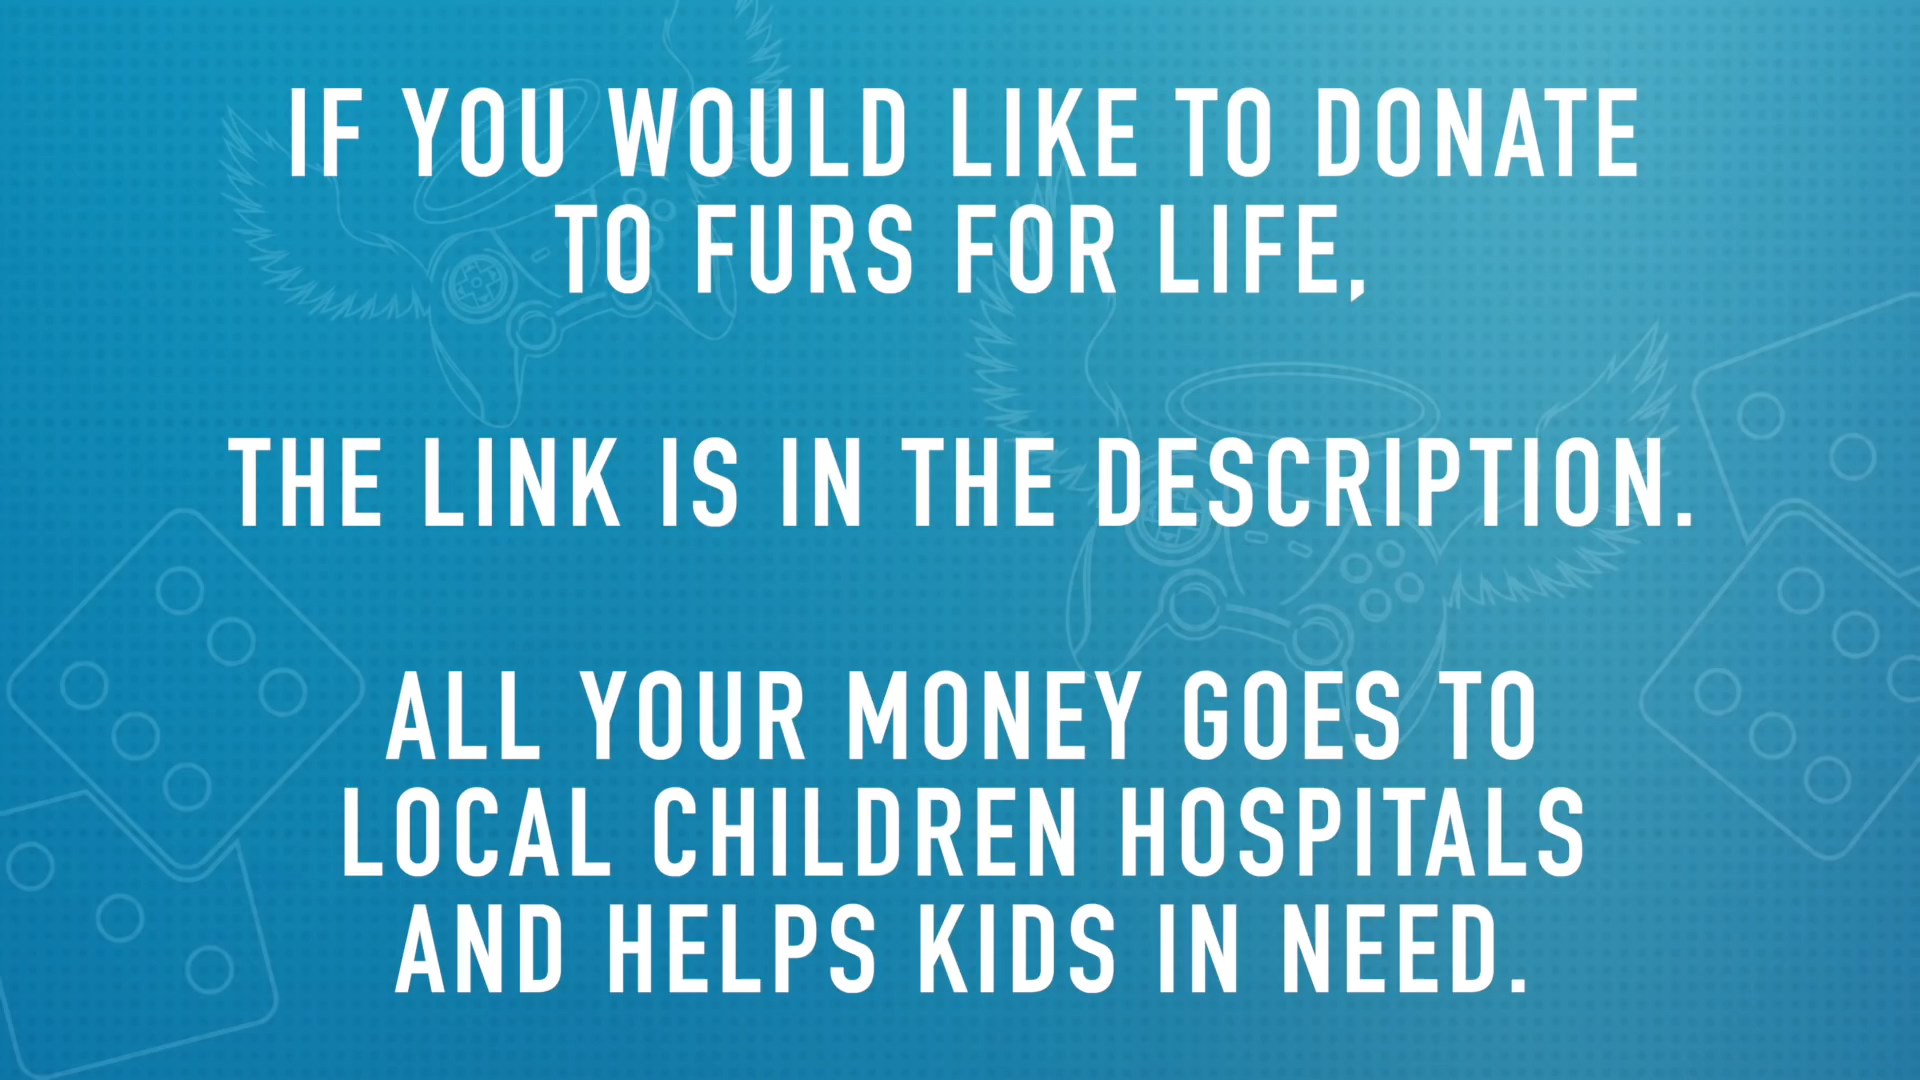 IF YOU WOULD LIKE TO DONATE
TO FURS FOR LIFE,
THE LINK IS IN THE DESCRIPTION.
ALL YOUR MONEY GOES TO
LOCAL CHILDREN HOSPITALS
AND HELPS KIDS IN NEED.